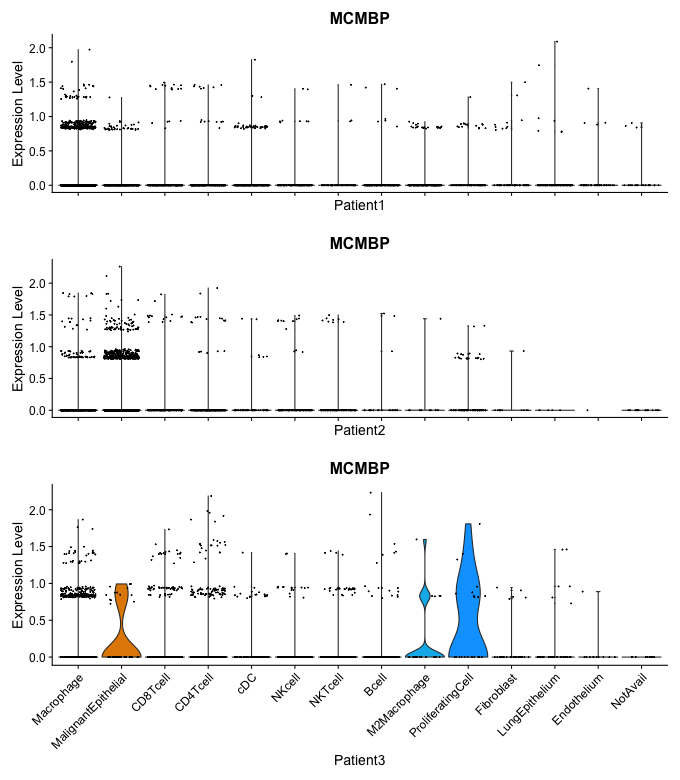 MCMBP
Expression Level
2.0
1.5
1.0
0.5
0.0
Patient1
MCMBP
Expression Level
2.0
1.5
1.0
0.5
0.0
Patient2
MCMBP
Expression Level
2.0
1.5
1.0
0.5
0.0
Macrophage
MalignantEpithelial
CD8Tcell
CD4Tcell
cDC
NKcell
NKTcell
Bcell
M2Macrophage
ProliferatingCell
Fibroblast
LungEpithelium
Endothelium
NotAvail
Patient3